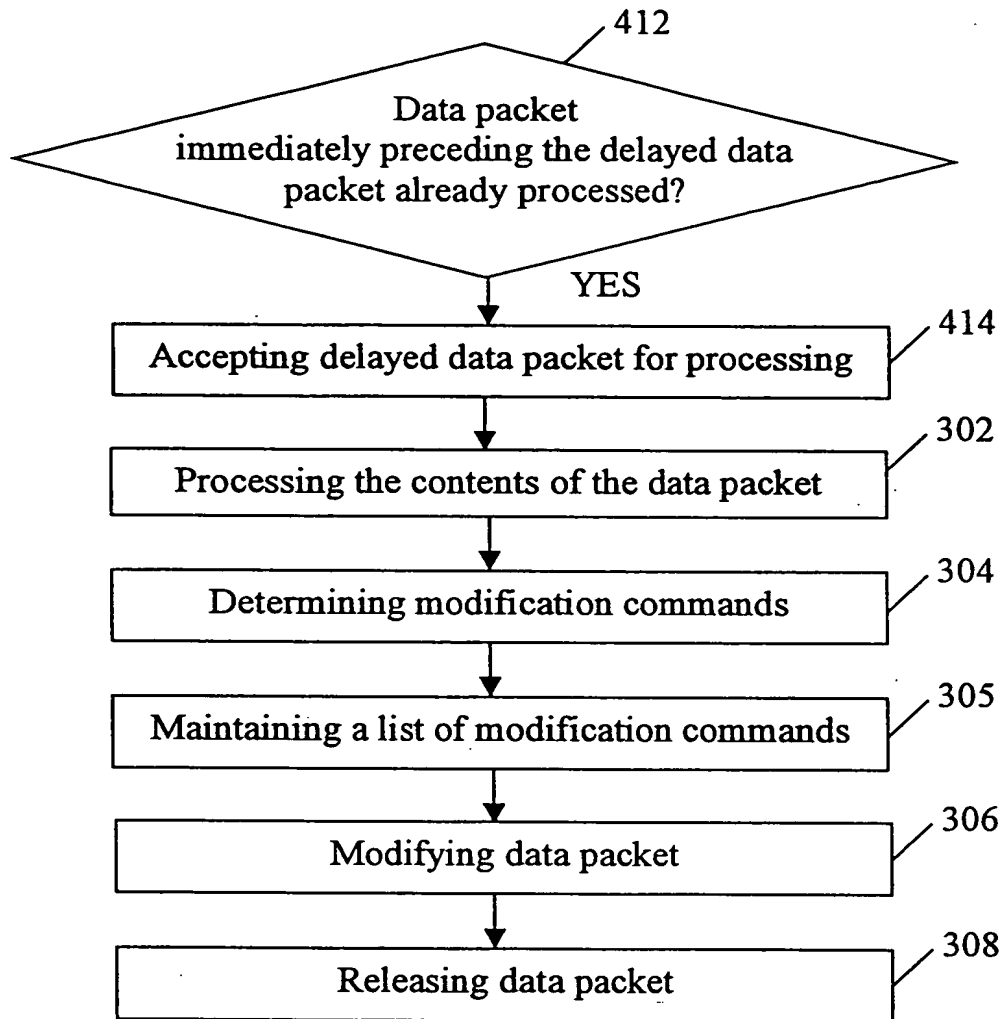 412
Data packet
immediately preceding the delayed data
packet already processed?
YES
414
Accepting delayed data packet for processing
302
Processing the contents of the data packet
304
Determining modification commands
305
Maintaining a list of modification commands
306
Modifying data packet
308
Releasing data packet